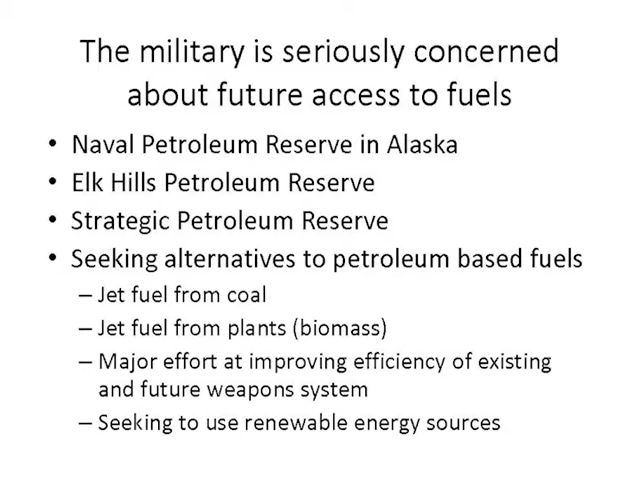 The military is seriously concerned
about future access to fuels
• Naval Petroleum Reserve in Alaska
• Elk Hills Petroleum Reserve
• Strategic Petroleum Reserve
• Seeking alternatives to petroleum based fuels
– Jet fuel from coal
– Jet fuel from plants (biomass)
– Major effort at improving efficiency of existing
and future weapons system
– Seeking to use renewable energy sources